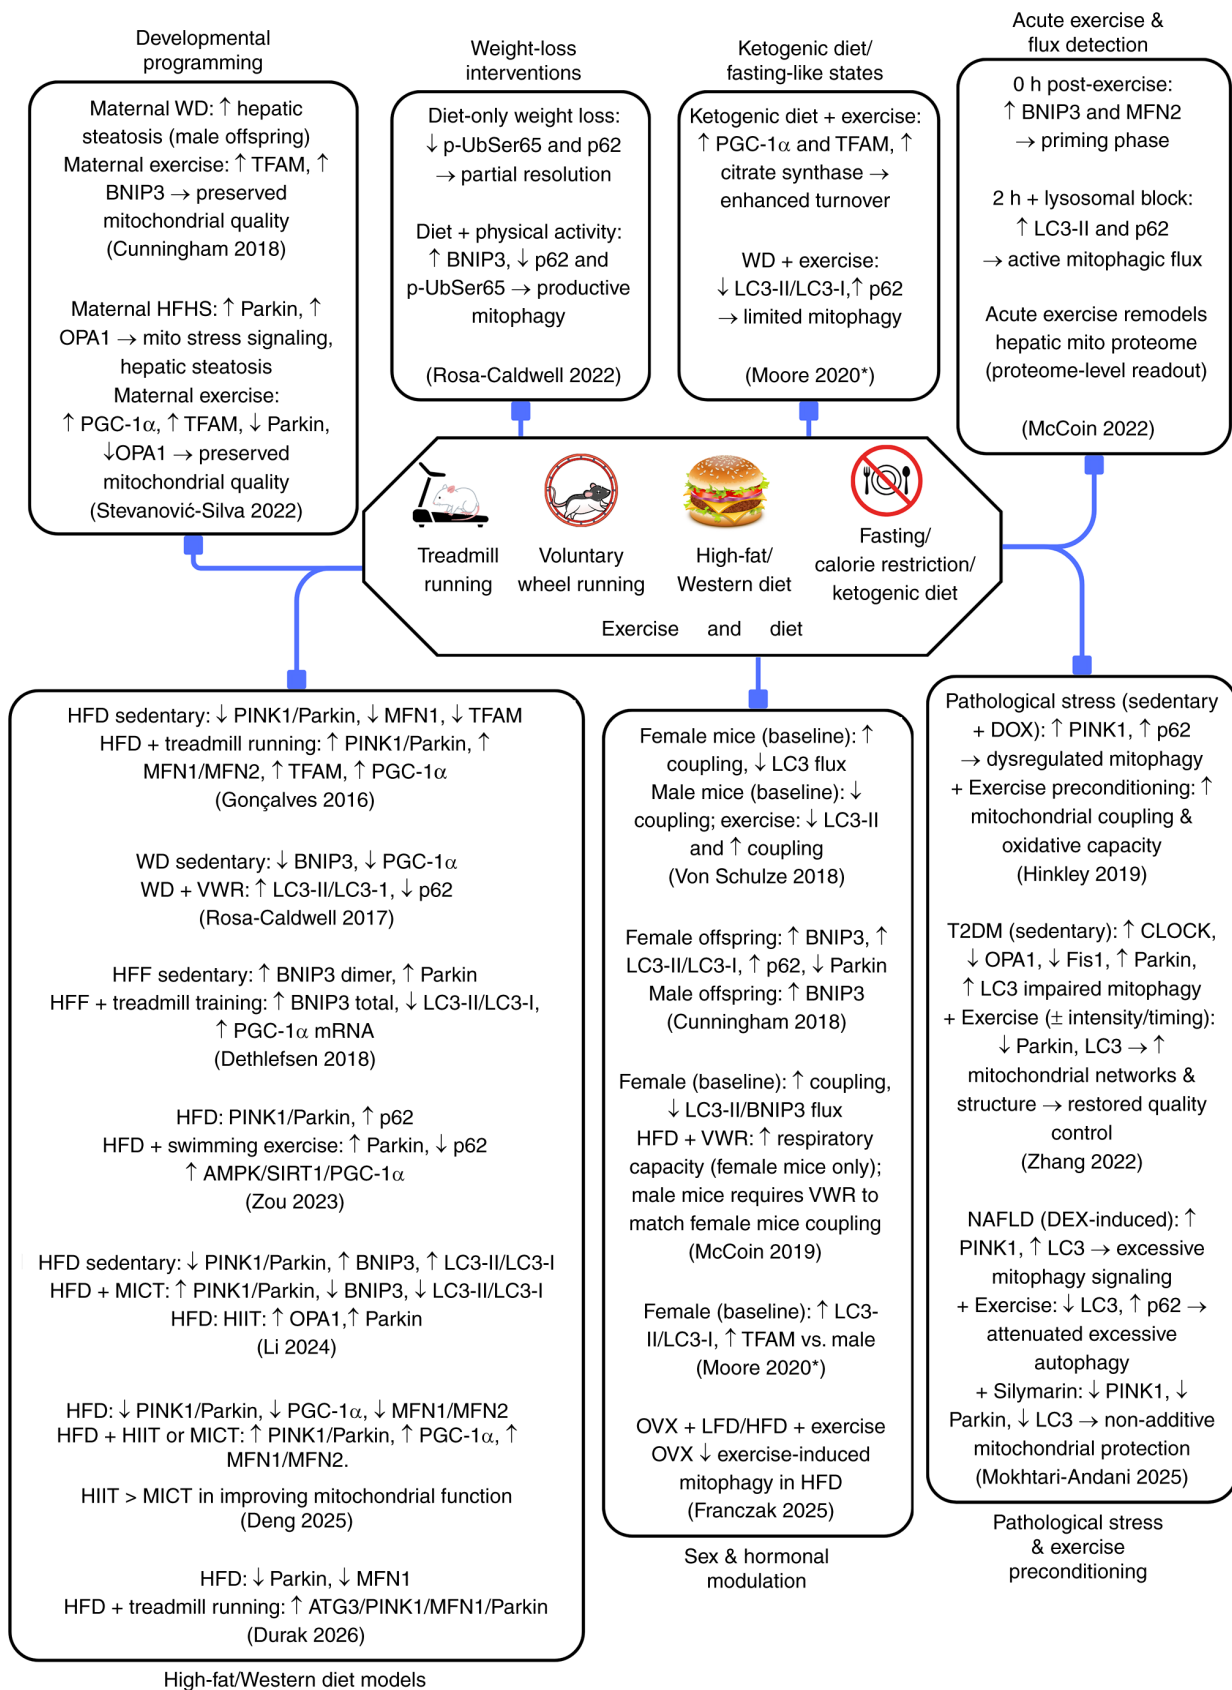 Developmental
programming
Maternal WD: ↑ hepatic
steatosis (male offspring)
Maternal exercise: ↑ TFAM, ↑
BNIP3 → preserved
mitochondrial quality
(Cunningham 2018)
Maternal HFHS: ↑ Parkin, ↑
OPA1 → mito stress signaling,
hepatic steatosis
Maternal exercise:
↑ PGC-1α, ↑ TFAM, ↓ Parkin,
↓OPA1 → preserved
mitochondrial quality
(Stevanović-Silva 2022)
Weight-loss
interventions
Diet-only weight loss:
↓ p-UbSer65 and p62
→ partial resolution
Diet + physical activity:
↑ BNIP3, ↓ p62 and
p-UbSer65 → productive
mitophagy
(Rosa-Caldwell 2022)
Ketogenic diet/
fasting-like states
Ketogenic diet + exercise:
↑ PGC-1α and TFAM, ↑
citrate synthase →
enhanced turnover
WD + exercise:
↓ LC3-II/LC3-I,↑ p62
→ limited mitophagy
(Moore 2020*)
Acute exercise &
flux detection
0 h post-exercise:
↑ BNIP3 and MFN2
→ priming phase
2 h + lysosomal block:
↑ LC3-II and p62
→ active mitophagic flux
Acute exercise remodels
hepatic mito proteome
(proteome-level readout)
(McCoin 2022)
Treadmill
running
Voluntary
wheel running
High-fat/
Western diet
Fasting/
calorie restriction/
ketogenic diet
Exercise and diet
HFD sedentary: ↓ PINK1/Parkin, ↓ MFN1, ↓ TFAM
HFD + treadmill running: ↑ PINK1/Parkin, ↑
MFN1/MFN2, ↑ TFAM, ↑ PGC-1α
(Gonçalves 2016)
WD sedentary: ↓ BNIP3, ↓ PGC-1α
WD + VWR: ↑ LC3-II/LC3-1, ↓ p62
(Rosa-Caldwell 2017)
HFF sedentary: ↑ BNIP3 dimer, ↑ Parkin
HFF + treadmill training: ↑ BNIP3 total, ↓ LC3-II/LC3-I,
↑ PGC-1α mRNA
(Dethlefsen 2018)
HFD: PINK1/Parkin, ↑ p62
HFD + swimming exercise: ↑ Parkin, ↓ p62
↑ AMPK/SIRT1/PGC-1α
(Zou 2023)
HFD sedentary: ↓ PINK1/Parkin, ↑ BNIP3, ↑ LC3-II/LC3-I
HFD + MICT: ↑ PINK1/Parkin, ↓ BNIP3, ↓ LC3-II/LC3-I
HFD: HIIT: ↑ OPA1,↑ Parkin
(Li 2024)
HFD: ↓ PINK1/Parkin, ↓ PGC-1α, ↓ MFN1/MFN2
HFD + HIIT or MICT: ↑ PINK1/Parkin, ↑ PGC-1α, ↑
MFN1/MFN2.
HIIT > MICT in improving mitochondrial function
(Deng 2025)
HFD: ↓ Parkin, ↓ MFN1
HFD + treadmill running: ↑ ATG3/PINK1/MFN1/Parkin
(Durak 2026)
High-fat/Western diet models
Female mice (baseline): ↑
coupling, ↓ LC3 flux
Male mice (baseline): ↓
coupling; exercise: ↓ LC3-II
and ↑ coupling
(Von Schulze 2018)
Female offspring: ↑ BNIP3, ↑
LC3-II/LC3-I, ↑ p62, ↓ Parkin
Male offspring: ↑ BNIP3
(Cunningham 2018)
Female (baseline): ↑ coupling,
↓ LC3-II/BNIP3 flux
HFD + VWR: ↑ respiratory
capacity (female mice only);
male mice requires VWR to
match female mice coupling
(McCoin 2019)
Female (baseline): ↑ LC3-
II/LC3-I, ↑ TFAM vs. male
(Moore 2020*)
OVX + LFD/HFD + exercise
OVX ↓ exercise-induced
mitophagy in HFD
(Franczak 2025)
Sex & hormonal
modulation
Pathological stress (sedentary
+ DOX): ↑ PINK1, ↑ p62
→ dysregulated mitophagy
+ Exercise preconditioning: ↑
mitochondrial coupling &
oxidative capacity
(Hinkley 2019)
T2DM (sedentary): ↑ CLOCK,
↓ OPA1, ↓ Fis1, ↑ Parkin,
↑ LC3 impaired mitophagy
+ Exercise (± intensity/timing):
↓ Parkin, LC3 → ↑
mitochondrial networks &
structure → restored quality
control
(Zhang 2022)
NAFLD (DEX-induced): ↑
PINK1, ↑ LC3 → excessive
mitophagy signaling
+ Exercise: ↓ LC3, ↑ p62 →
attenuated excessive
autophagy
+ Silymarin: ↓ PINK1, ↓
Parkin, ↓ LC3 → non-additive
mitochondrial protection
(Mokhtari-Andani 2025)
Pathological stress
& exercise
preconditioning